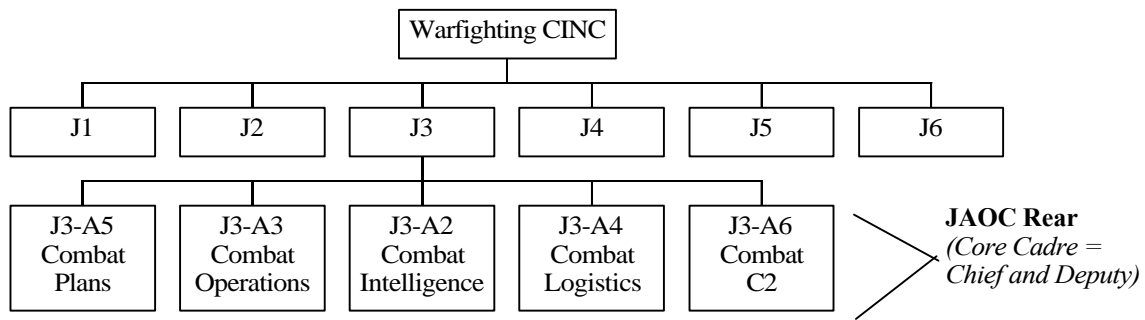 Warfighting CINC
J1
J2
J3
J4
J5
J6
J3-A5
Combat
Plans
J3-A3
Combat
Operations
J3-A2
Combat
Intelligence
J3-A4
Combat
Logistics
J3-A6
Combat
C2
JAOC Rear
(Core Cadre =
Chief and Deputy)